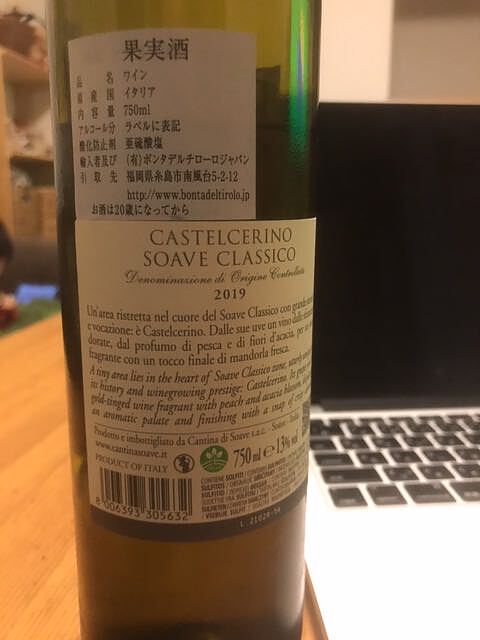 果実酒
品名 ワイン
原産国 イタリア
内容量 750ml
アルコール分 ラベルに表記
酸化防止剤 亜硫酸塩
輸入者及び (有)ボンタデルチローロジャパン
引取先 福岡県糸島市南風台5-2-12
http://www.bontadeltirolo.jp
お酒は20歳になってから
CASTELCERINO
SOAVE CLASSICO
Denominazione di Origine Controllata
2019
Un'area ristretta nel cuore del Soave Classico con grande
e vocazione: è Castelcerino. Dalle sue uve un vino dalle
dorate, dal profumo di pesca e di fiori d'acacia, per
fragrante con un tocco finale di mandorla fresca.
A tiny area lies in the heart of Soave Classico zone, utterly
its history and winegrowing prestige: Castelcerino. Its grapes
gold-tinged wine fragrant with peach and acacia blossom,
an aromatic palate and finishing with a snap of crisp
Prodotto e imbottigliato da Cantina di Soave s.a.c. - Soave - Italia
www.cantinasoave.it
PRODUCT OF ITALY
750 ml e 13% vol
CONTIENE SOLFITI
8 006393 305632